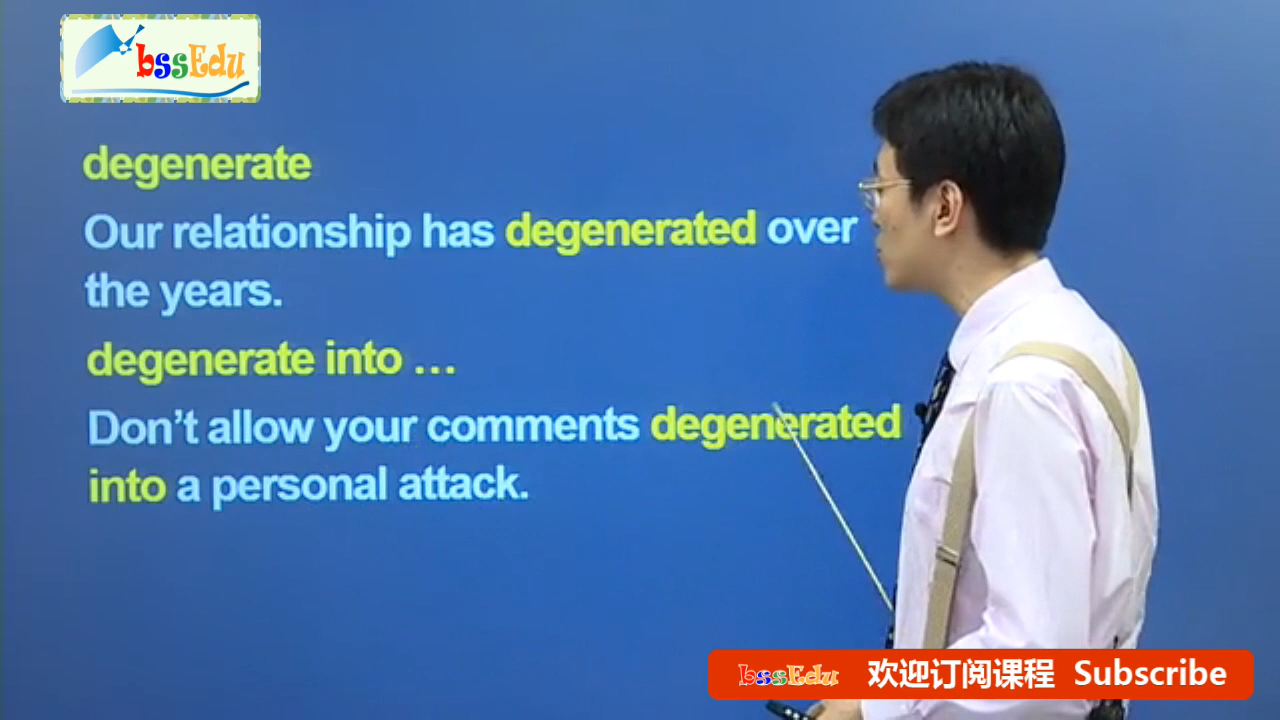 bssEdu
degenerate
Our relationship has degenerated over
the years.
degenerate into …
Don’t allow your comments degenerated
into a personal attack.
bssEdu 欢迎订阅课程 Subscribe